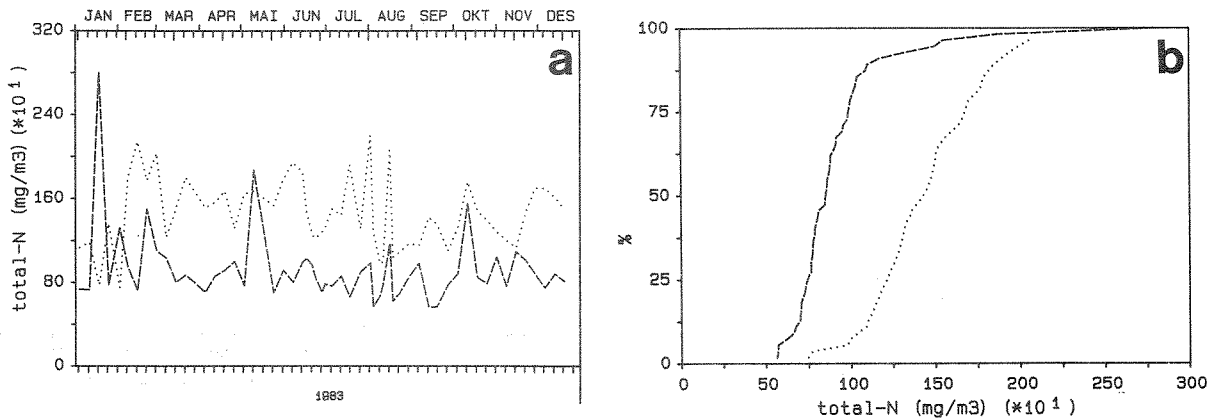 JAN FEB MAR APR MAI JUN JUL AUG SEP OKT NOV DES
320
240
160
80
0
total-N (mg/m3) (*10^1)
a
1983
100
75
50
25
0
%
b
0 50 100 150 200 250 300
total-N (mg/m3) (*10^1)